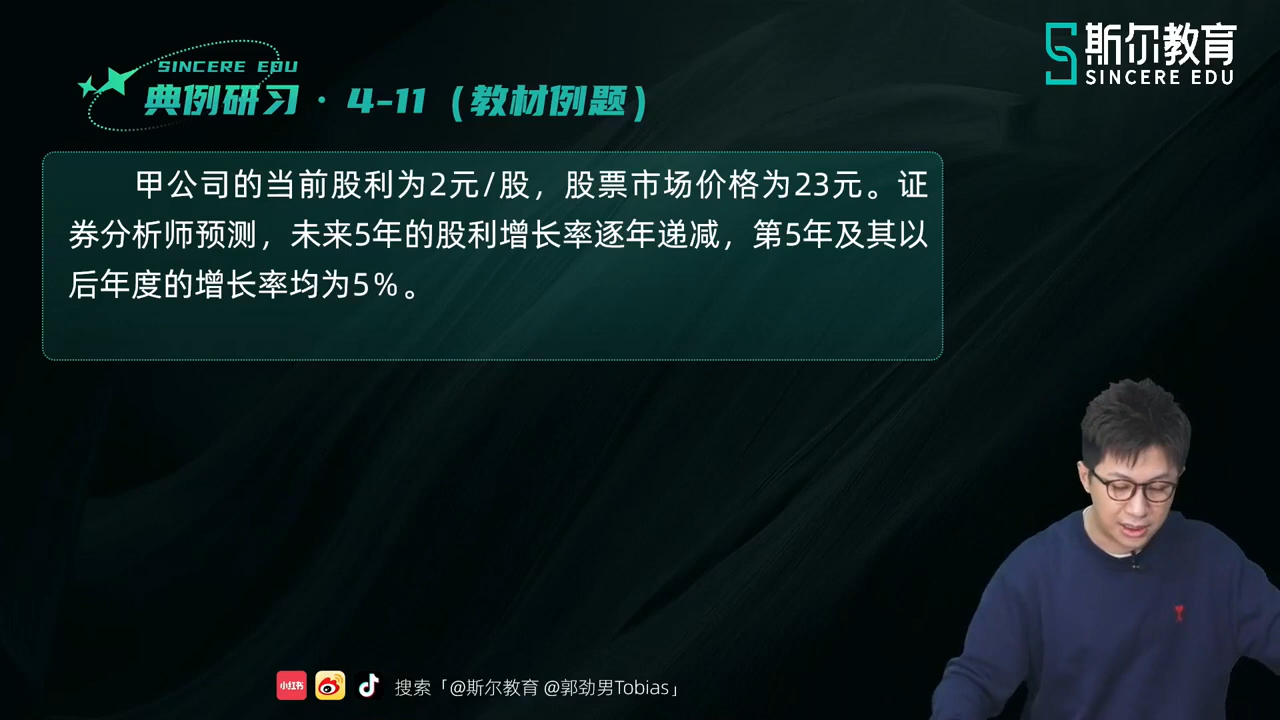 斯尔教育
SINCERE EDU
SINCERE EDU
典例研习·4-11（教材例题）
甲公司的当前股利为2元/股，股票市场价格为23元。证
券分析师预测，未来5年的股利增长率逐年递减，第5年及其以
后年度的增长率均为5%。
小红书
搜索「@斯尔教育 @郭劲男Tobias」